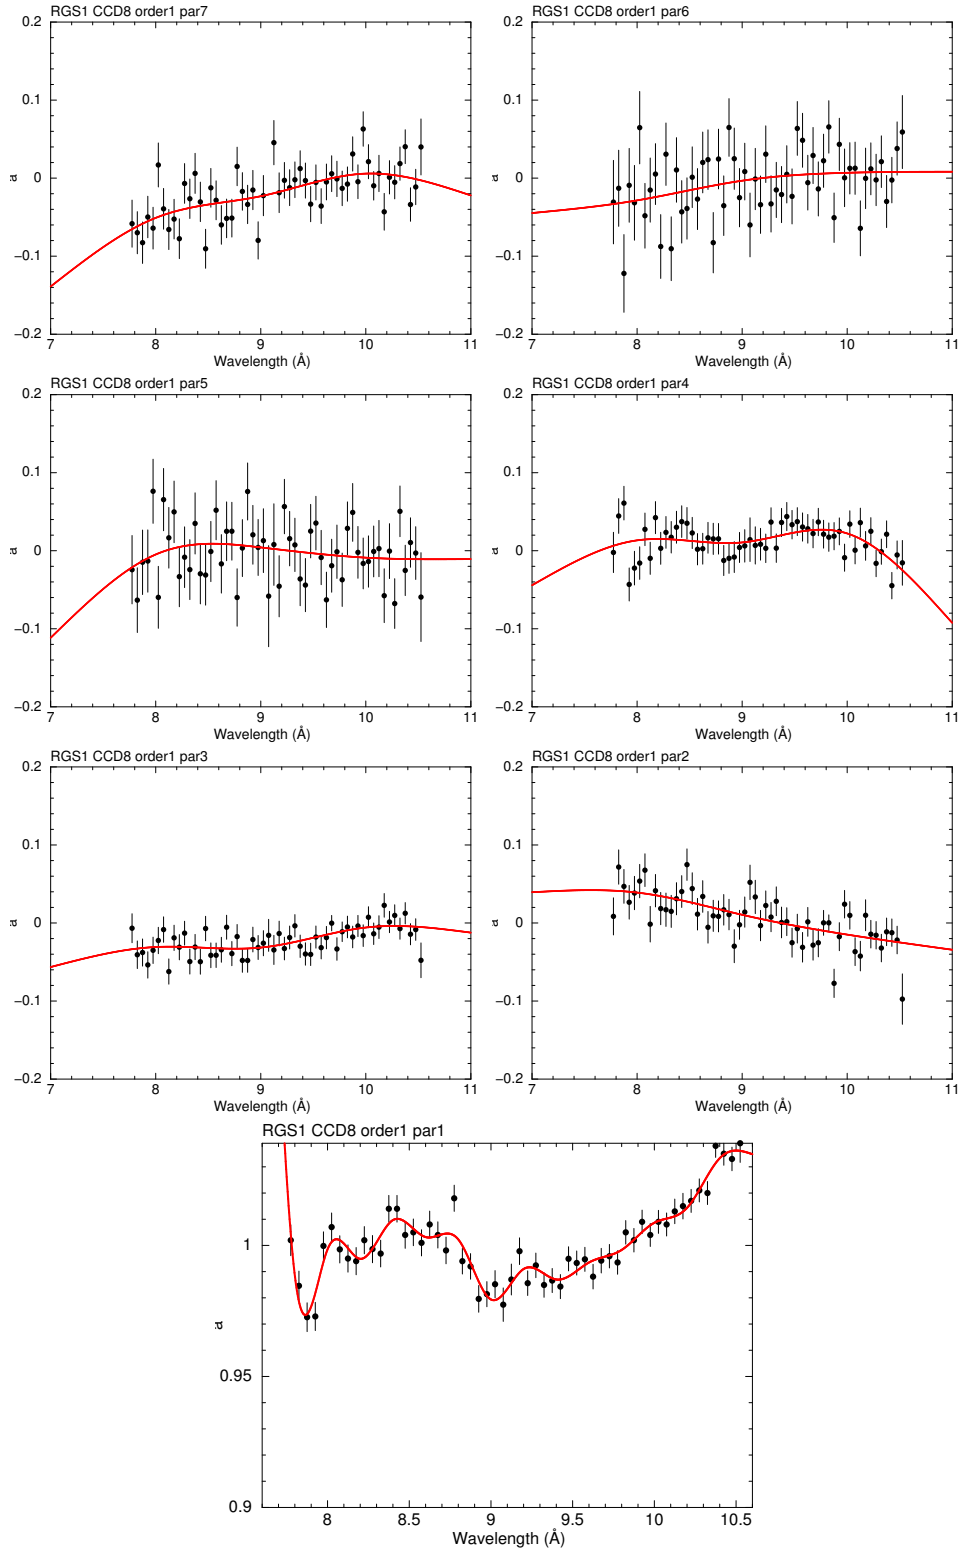 RGS1 CCD8 order1 par7
0.2
0.1
0
−0.1
−0.2
a
7 8 9 10 11
Wavelength (Å)
RGS1 CCD8 order1 par6
0.2
0.1
0
−0.1
−0.2
a
7 8 9 10 11
Wavelength (Å)
RGS1 CCD8 order1 par5
0.2
0.1
0
−0.1
−0.2
a
7 8 9 10 11
Wavelength (Å)
RGS1 CCD8 order1 par4
0.2
0.1
0
−0.1
−0.2
a
7 8 9 10 11
Wavelength (Å)
RGS1 CCD8 order1 par3
0.2
0.1
0
−0.1
−0.2
a
7 8 9 10 11
Wavelength (Å)
RGS1 CCD8 order1 par2
0.2
0.1
0
−0.1
−0.2
a
7 8 9 10 11
Wavelength (Å)
RGS1 CCD8 order1 par1
1
0.95
0.9
a
8 8.5 9 9.5 10 10.5
Wavelength (Å)